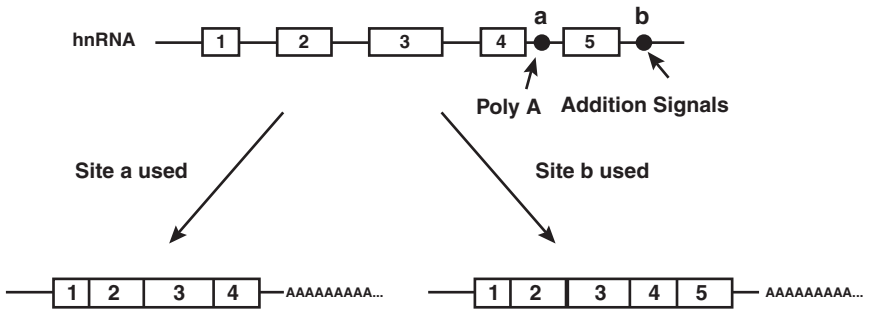 a b
hnRNA 1 2 3 4 5
Poly A Addition Signals
Site a used Site b used
1 2 3 4 AAAAAAAAA... 1 2 3 4 5 AAAAAAAAA...